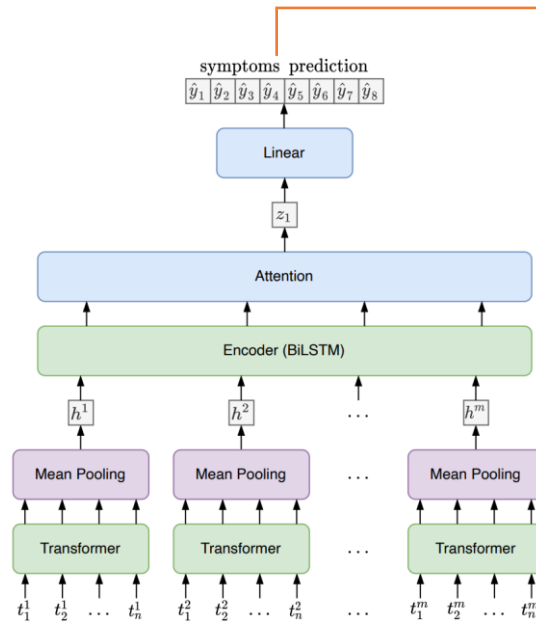 symptoms prediction
ŷ₁ ŷ₂ ŷ₃ ŷ₄ ŷ₅ ŷ₆ ŷ₇ ŷ₈
Linear
z₁
Attention
Encoder (BiLSTM)
h¹ h² ... hᵐ
Mean Pooling Mean Pooling ... Mean Pooling
Transformer Transformer ... Transformer
t₁¹ t₂¹ ... tₙ¹ t₁² t₂² ... tₙ² ... t₁ᵐ t₂ᵐ ... tₙᵐ